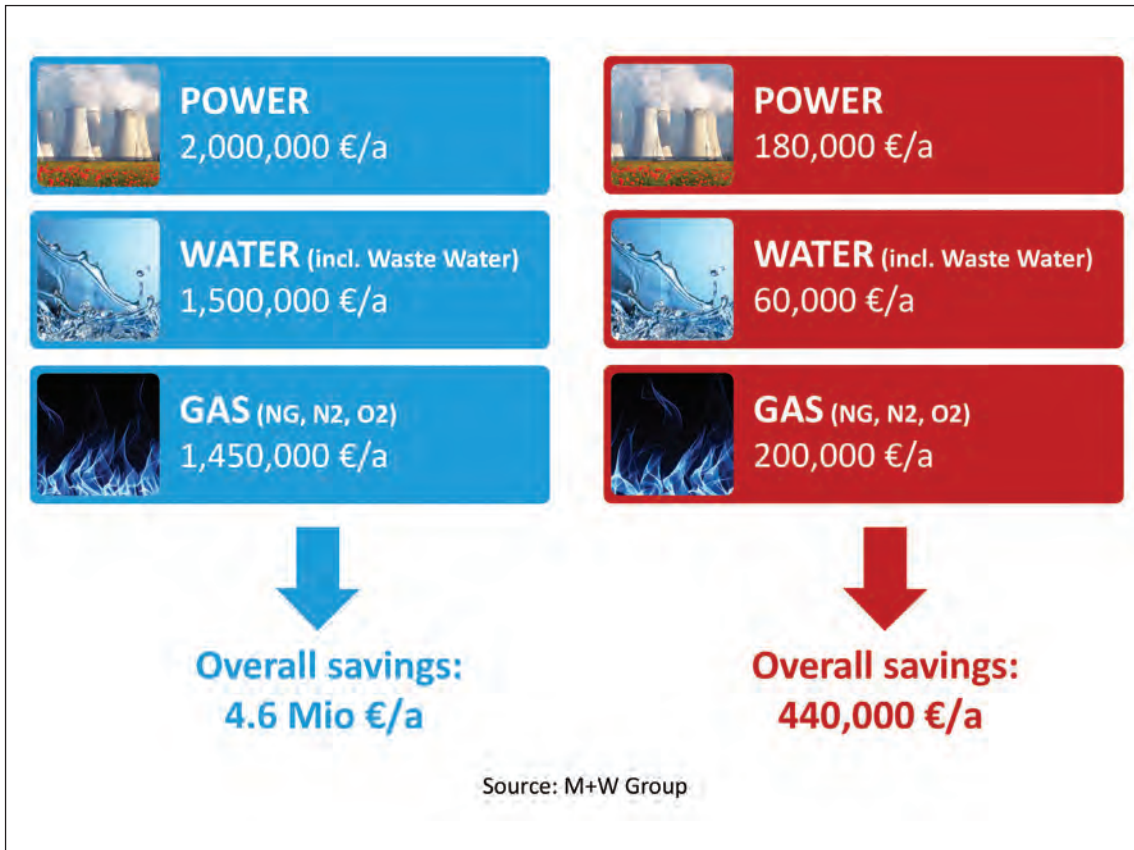 POWER
2,000,000 €/a
WATER (incl. Waste Water)
1,500,000 €/a
GAS (NG, N2, O2)
1,450,000 €/a
Overall savings:
4.6 Mio €/a
POWER
180,000 €/a
WATER (incl. Waste Water)
60,000 €/a
GAS (NG, N2, O2)
200,000 €/a
Overall savings:
440,000 €/a
Source: M+W Group